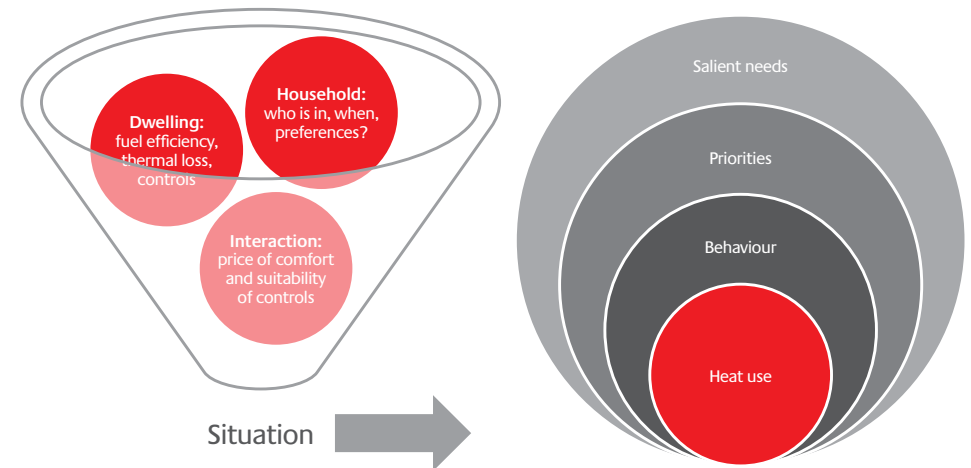 Dwelling:
fuel efficiency,
thermal loss,
controls
Household:
who is in, when,
preferences?
Interaction:
price of comfort
and suitability
of controls
Situation
Salient needs
Priorities
Behaviour
Heat use